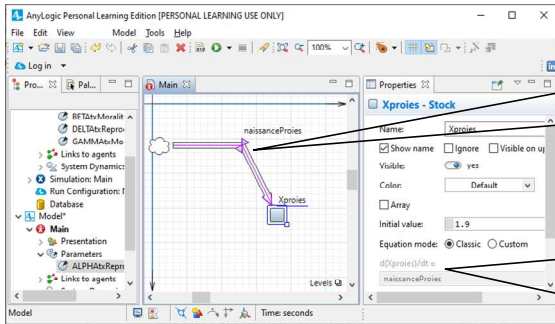 AnyLogic Personal Learning Edition [PERSONAL LEARNING USE ONLY]
File Edit View Model Tools Help
100%
Log in
in
Pro... Pal... Main Properties
BETAtxMoralit
DELTAtxReproc
GAMMAtxMo
Links to agents
System Dynamics
Simulation: Main
Run Configuration: I
Database
Model*
Main
Presentation
Parameters
ALPHAtxRepro
Links to agents
naissanceProies
Xproies
Levels
Xproies - Stock
Name: Xproies
Show name Ignore Visible on up
Visible: yes
Color: Default
Array
Initial value: 1.9
Equation mode: Classic Custom
d(Xproies)/dt =
naissanceProies
Model Time: seconds